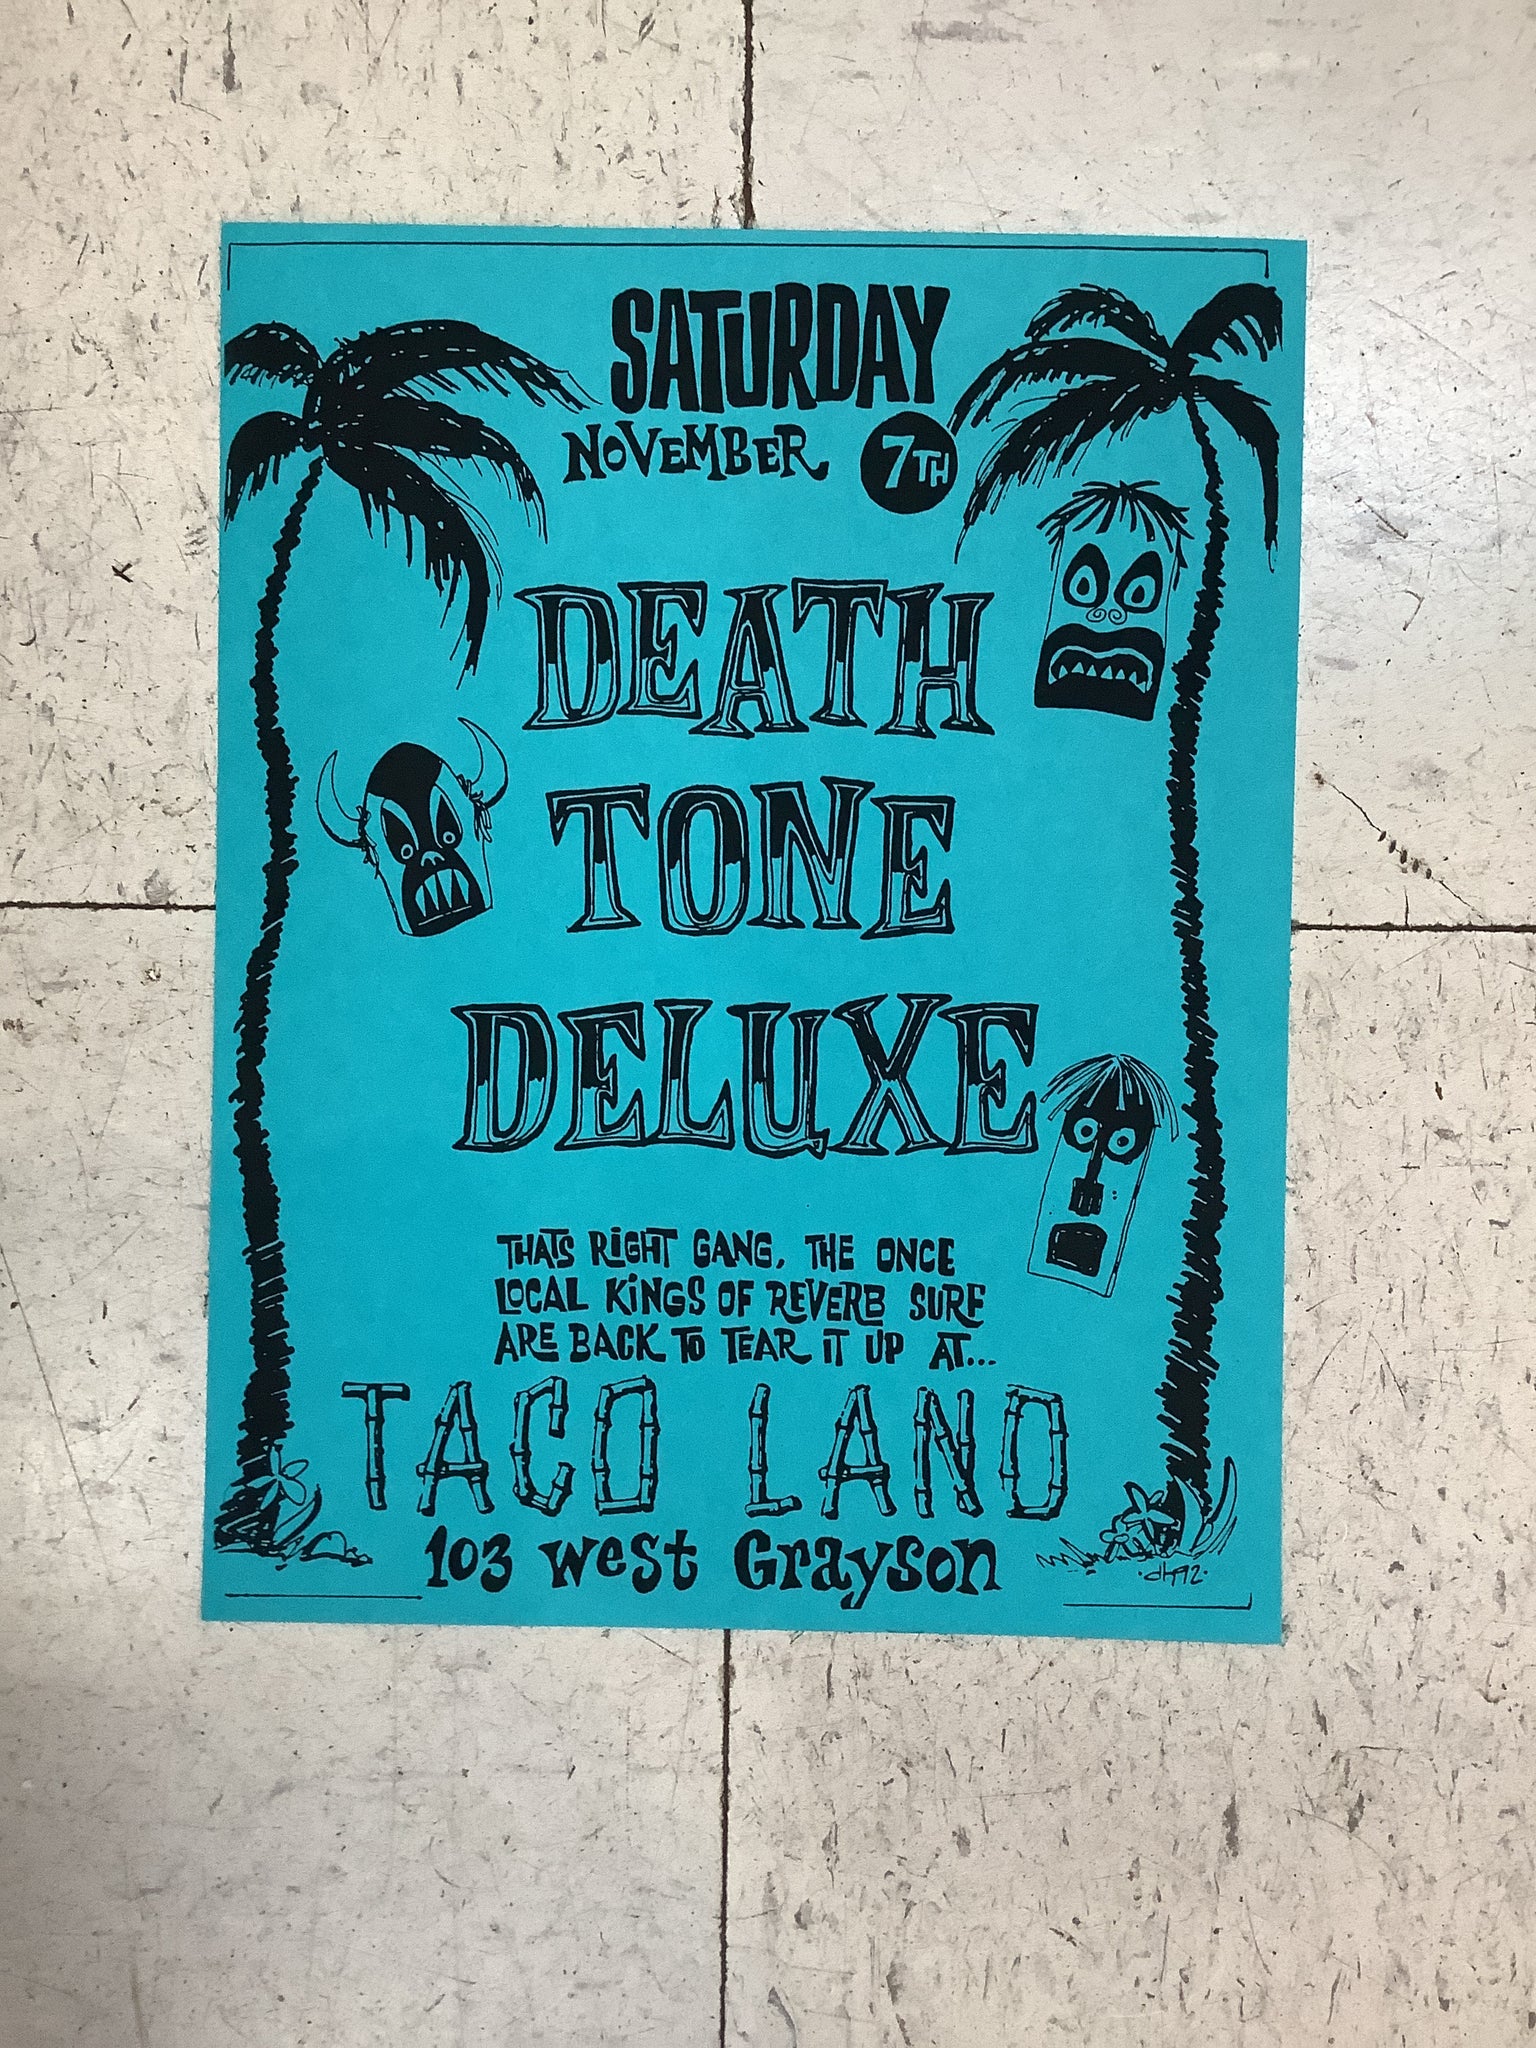 SATURDAY
NOVEMBER 7TH
DEATH
TONE
DELUXE
THATS RIGHT GANG, THE ONCE
LOCAL KINGS OF REVERB SURF
ARE BACK TO TEAR IT UP AT...
TACO LAND
103 west Grayson